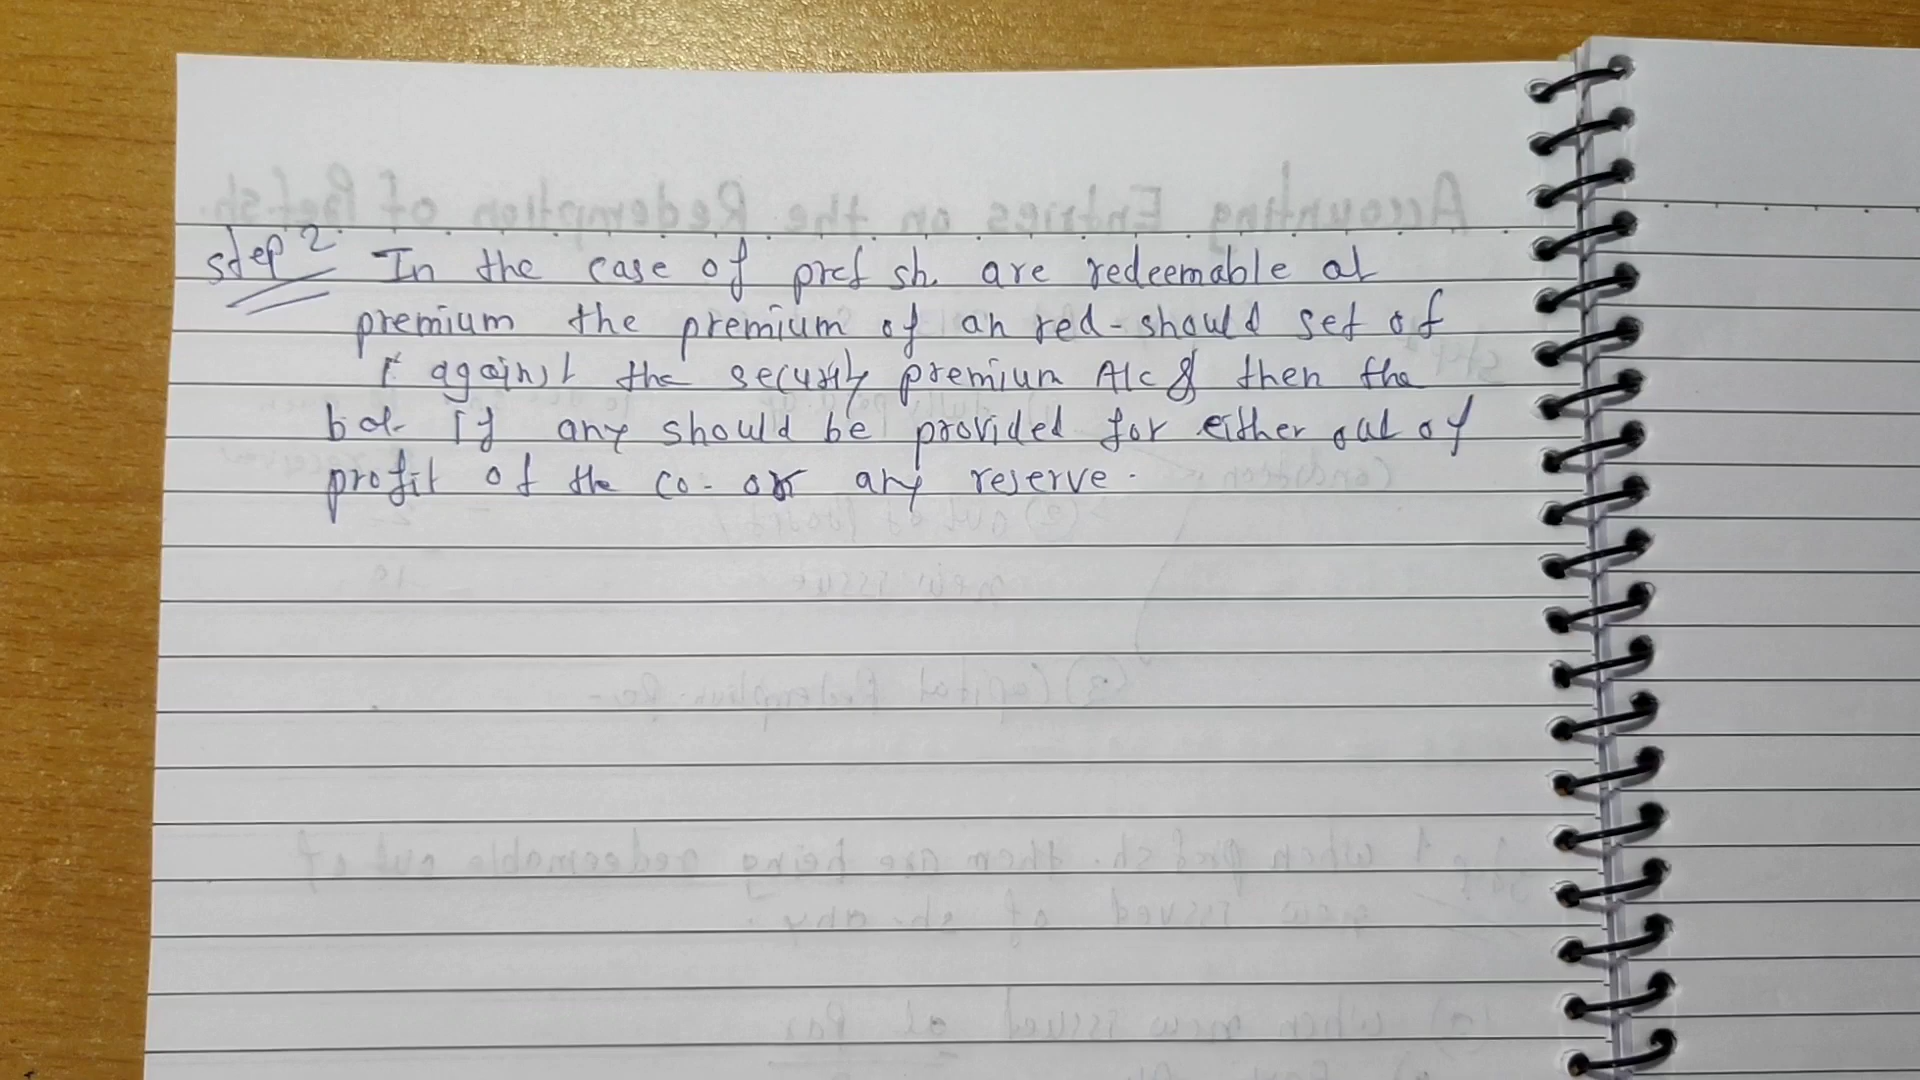 step 2 In the case of pref sh. are redeemable at
premium the premium of an red- should set of
against the security premium A/c & then the
bal- If any should be provided for either out of
profit of the co- or any reserve.